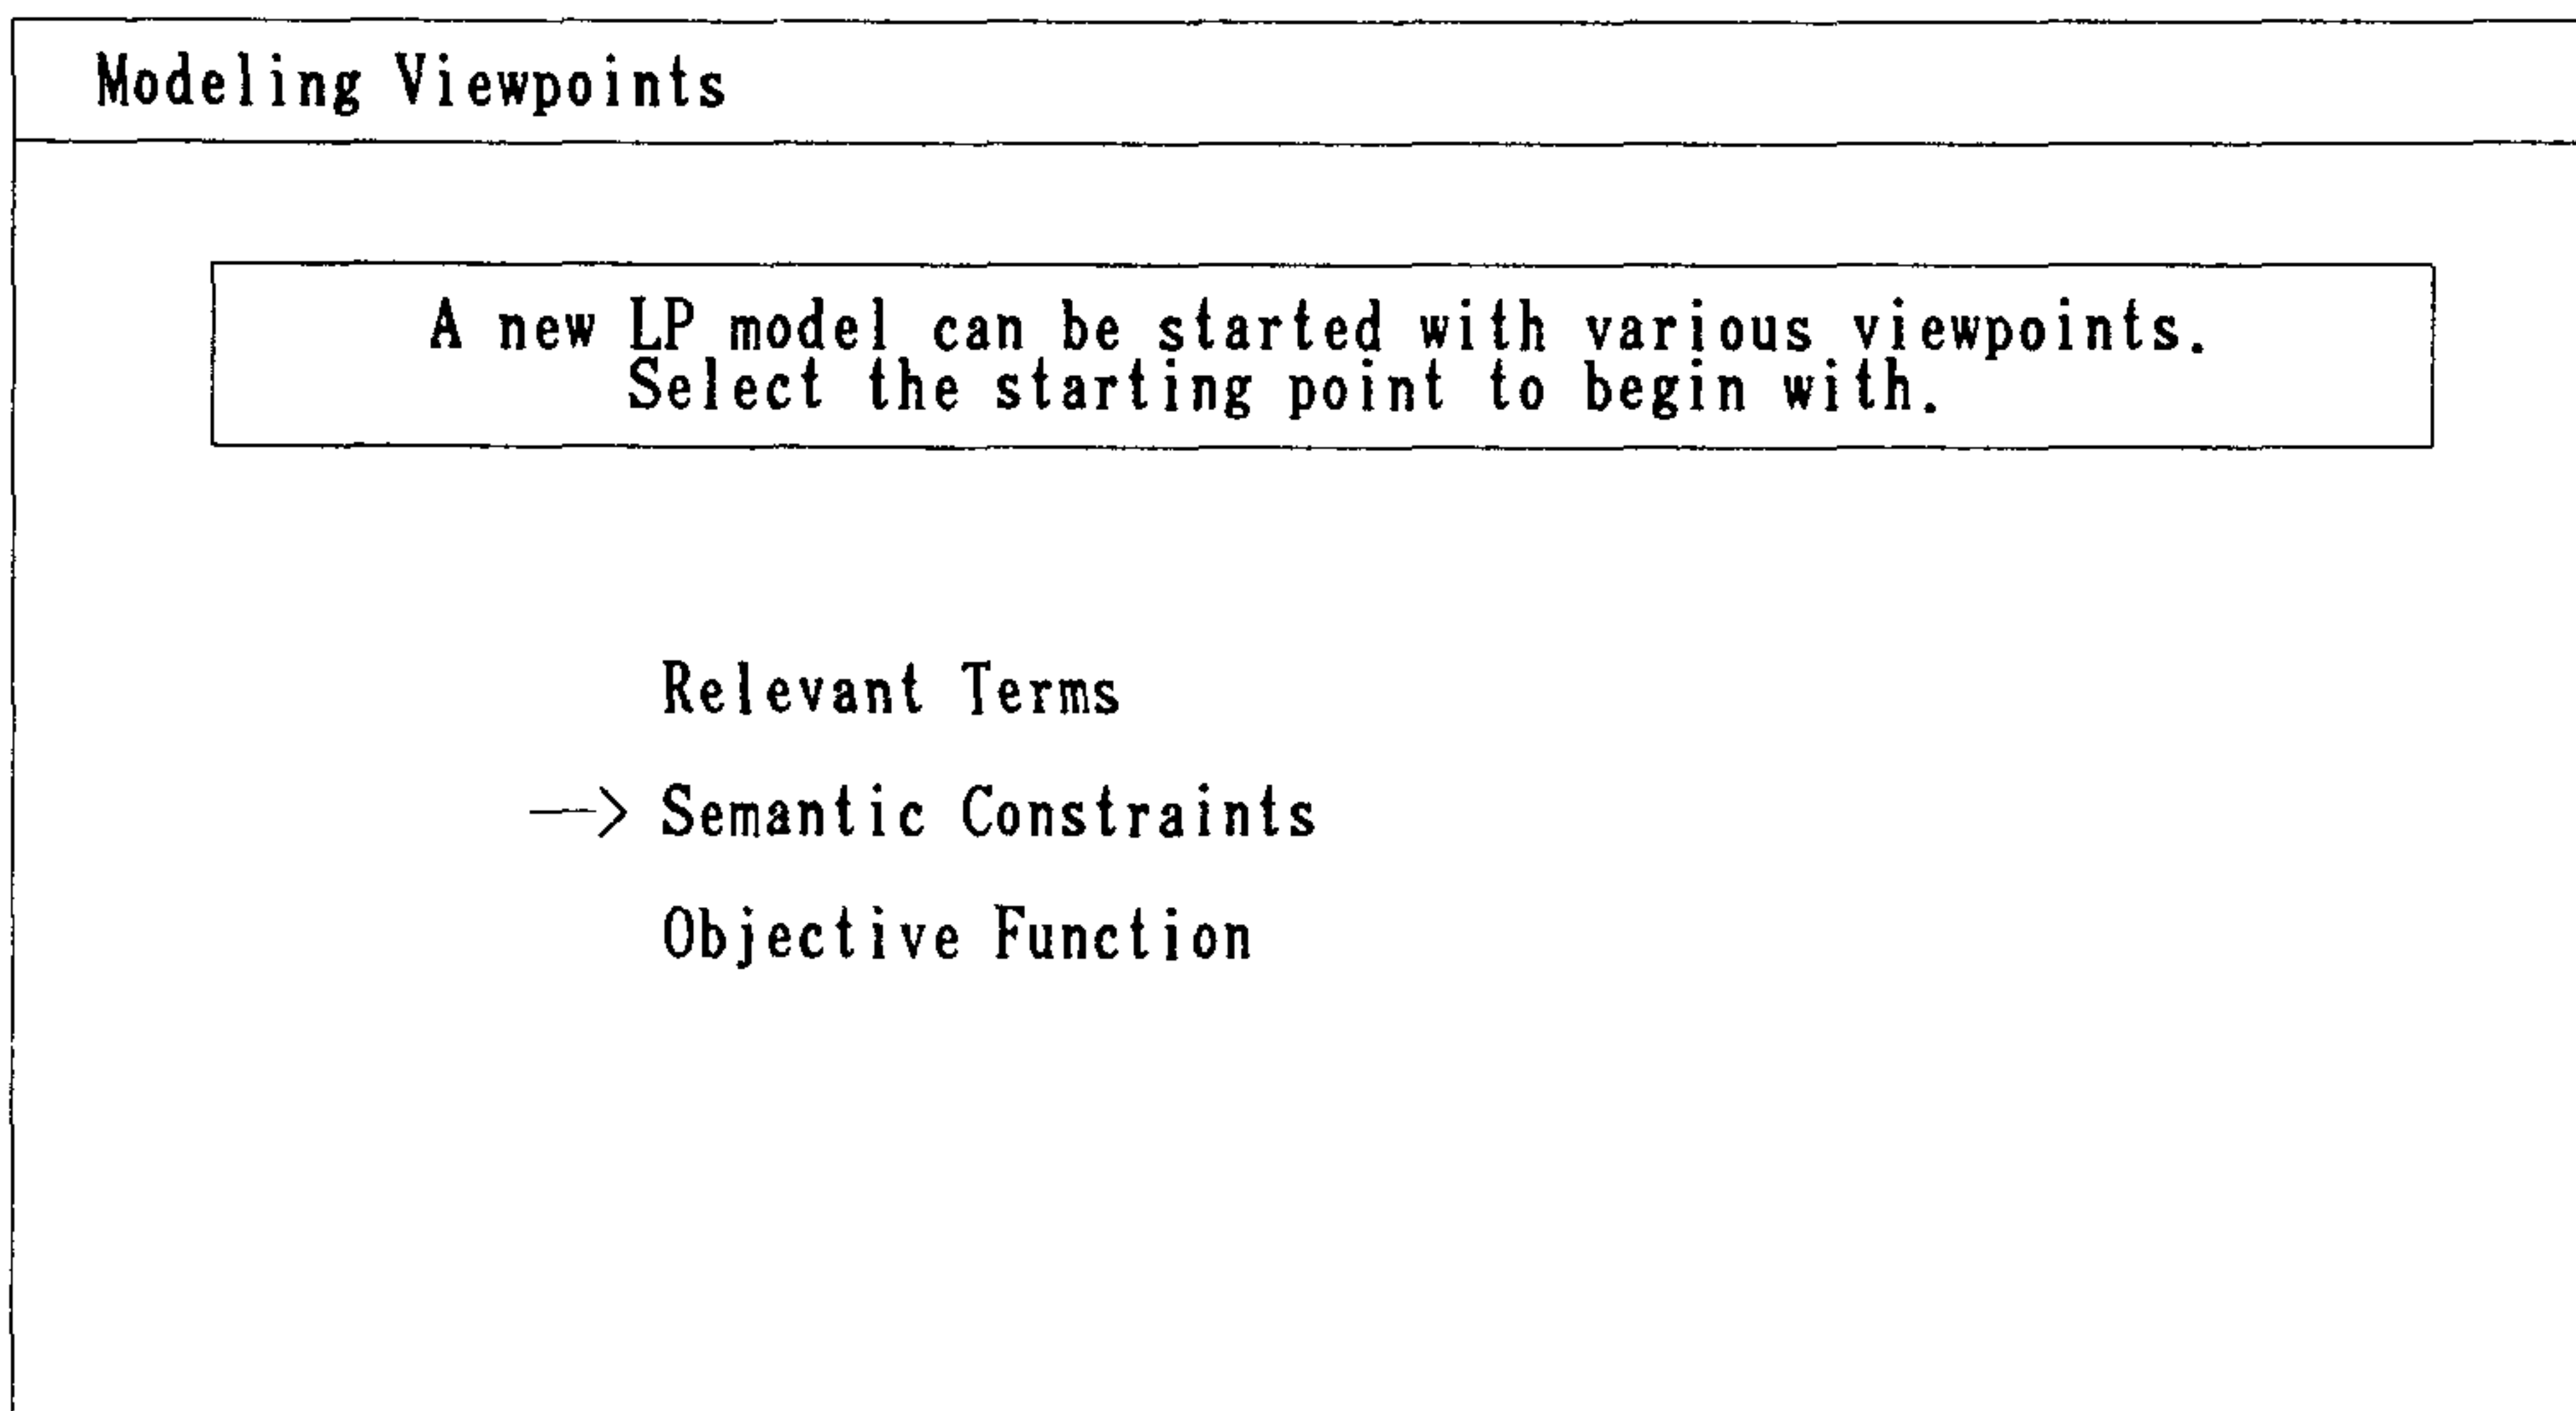 Modeling Viewpoints
A new LP model can be started with various viewpoints.
Select the starting point to begin with.
Relevant Terms
—> Semantic Constraints
Objective Function